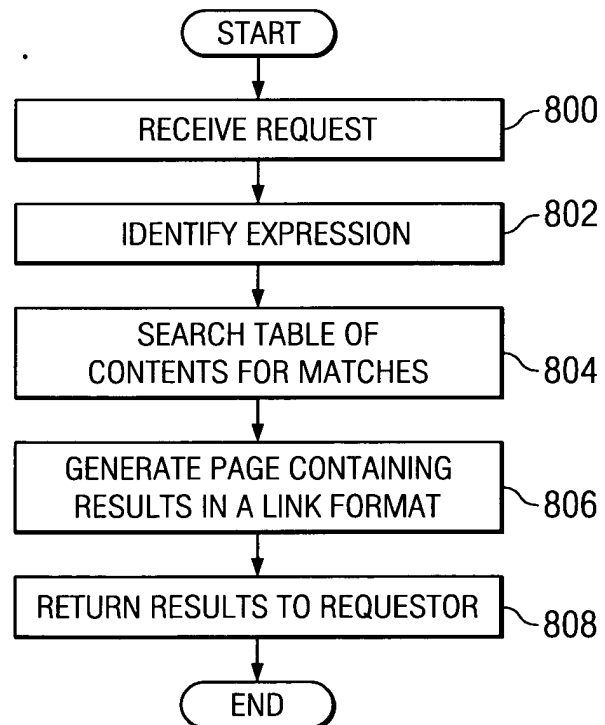 START
RECEIVE REQUEST
800
IDENTIFY EXPRESSION
802
SEARCH TABLE OF
CONTENTS FOR MATCHES
804
GENERATE PAGE CONTAINING
RESULTS IN A LINK FORMAT
806
RETURN RESULTS TO REQUESTOR
808
END